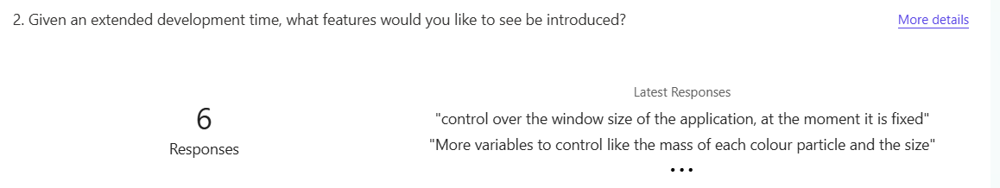 2. Given an extended development time, what features would you like to see be introduced?
More details
6
Responses
Latest Responses
"control over the window size of the application, at the moment it is fixed"
"More variables to control like the mass of each colour particle and the size"
...